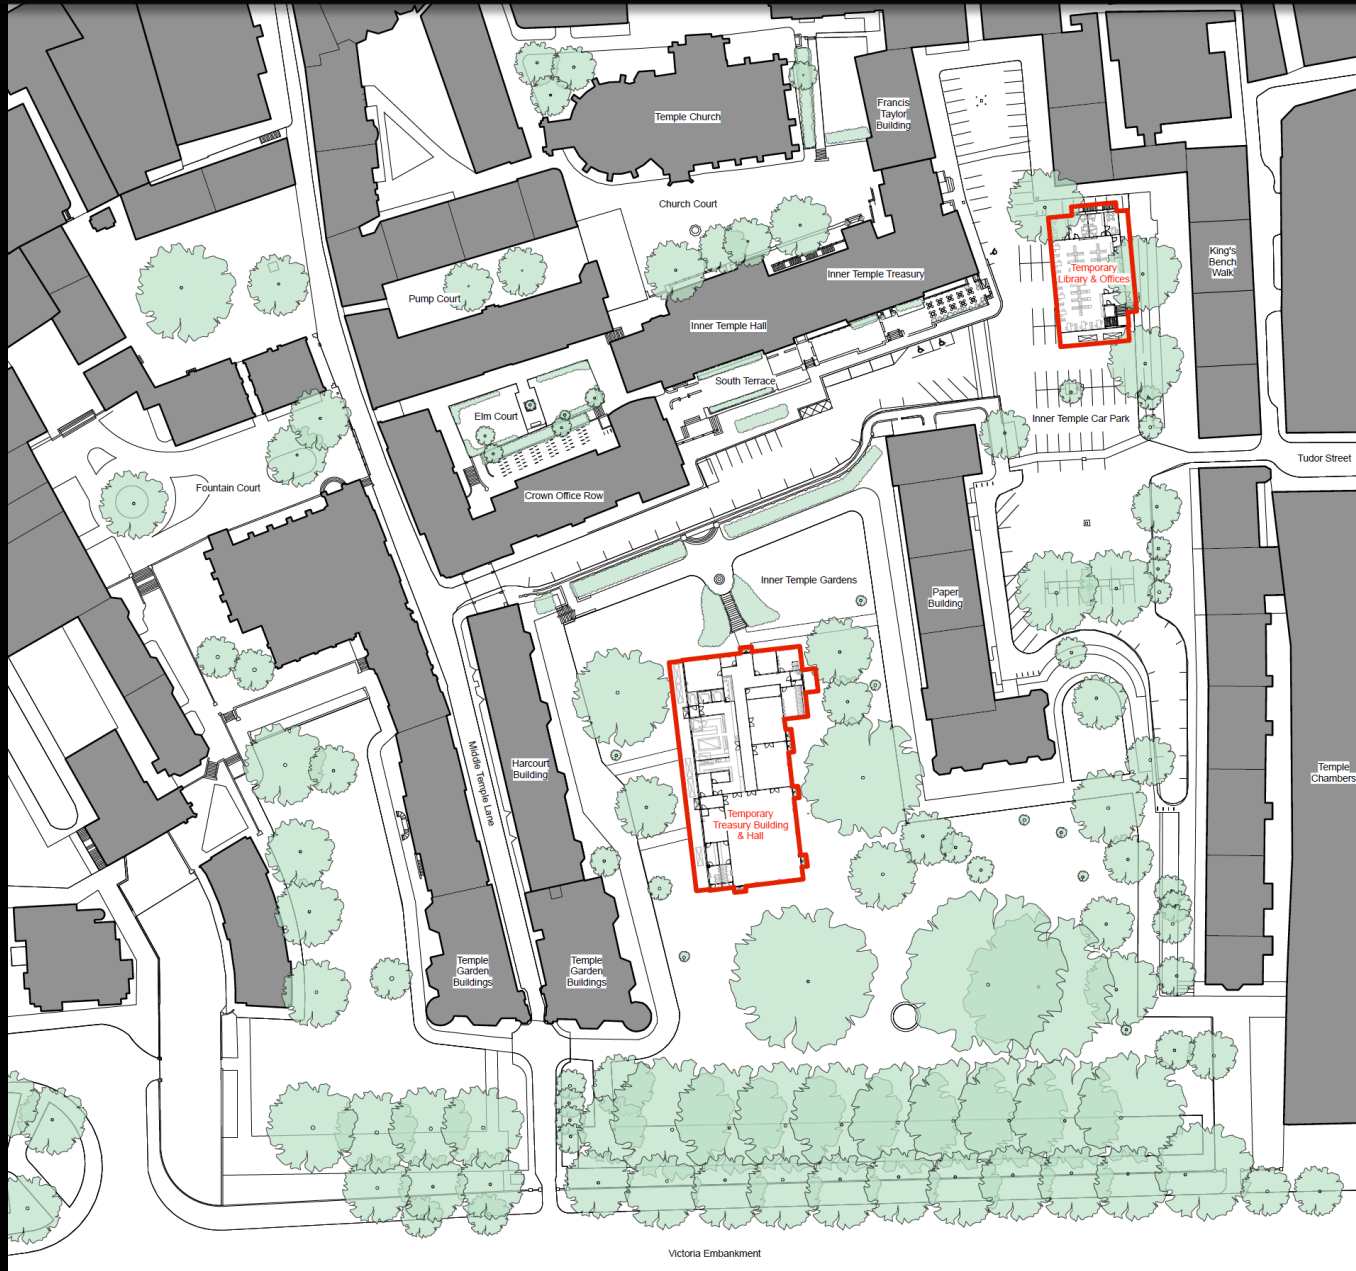 Temple Church
Francis
Taylor
Building
Church Court
King's
Bench
Walk
Temporary
Library & Offices
Inner Temple Treasury
Pump Court
Inner Temple Hall
South Terrace
Elm Court
Inner Temple Car Park
Tudor Street
Fountain Court
Crown Office Row
Inner Temple Gardens
Paper
Building
Middle Temple Lane
Harcourt
Building
Temple
Chambers
Temporary
Treasury Building
& Hall
Temple
Garden
Buildings
Temple
Garden
Buildings
Victoria Embankment